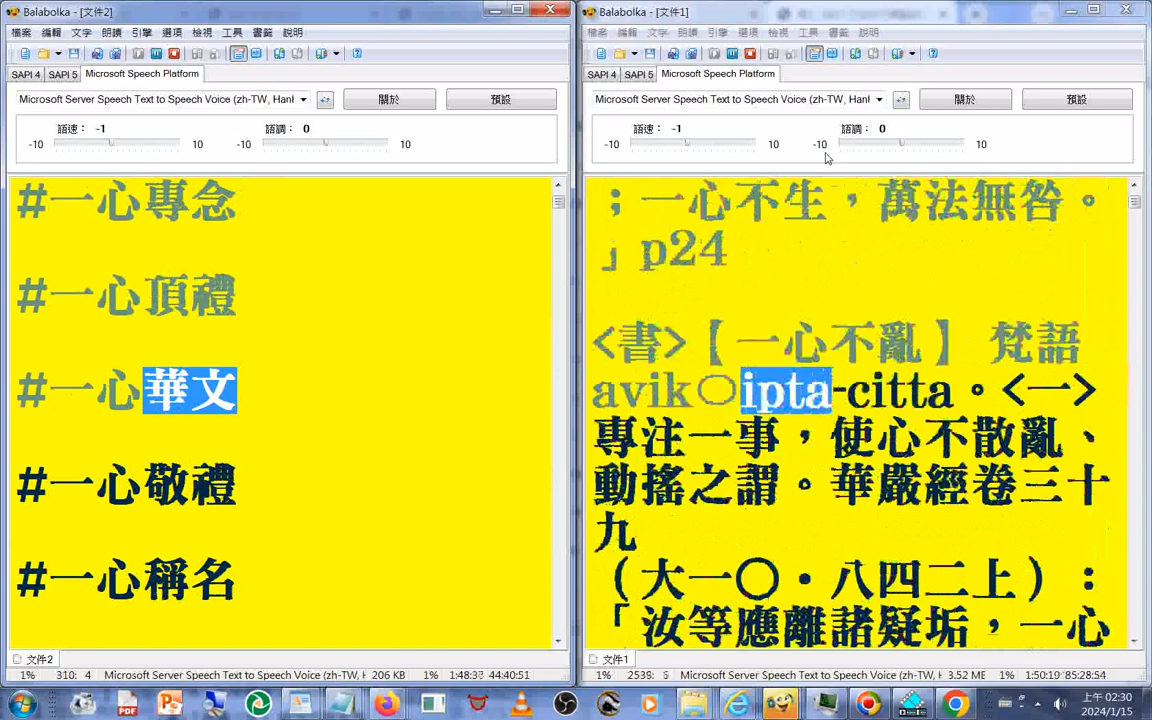 Balabolka - [文件2]
檔案 編輯 文字 朗讀 引擎 選項 檢視 工具 書籤 說明
SAPI 4 SAPI 5 Microsoft Speech Platform
Microsoft Server Speech Text to Speech Voice (zh-TW, Hanl
關於 預設
語速： -1 語調： 0
-10 10 -10 10
#一心專念
#一心頂禮
#一心華文
#一心敬禮
#一心稱名
文件2
1% 310: 4 Microsoft Server Speech Text to Speech Voice (zh-TW, H 206 KB 1% 1:48:37 44:40:51
Balabolka - [文件1]
檔案 編輯 文字 朗讀 引擎 選項 檢視 工具 書籤 說明
SAPI 4 SAPI 5 Microsoft Speech Platform
Microsoft Server Speech Text to Speech Voice (zh-TW, Hanl
關於 預設
語速： -1 語調： 0
-10 10 -10 10
；一心不生，萬法無咎。
」p24
<書>【一心不亂】 梵語
avik○ipta-citta。<一>
專注一事，使心不散亂、
動搖之謂。華嚴經卷三十
九
（大一〇・八四二上）：
「汝等應離諸疑垢，一心
文件1
1% 2539: 5 Microsoft Server Speech Text to Speech Voice (zh-TW, H 3.52 MB 1% 1:50:19 85:28:54
PDF
上午 02:30
2024/1/15